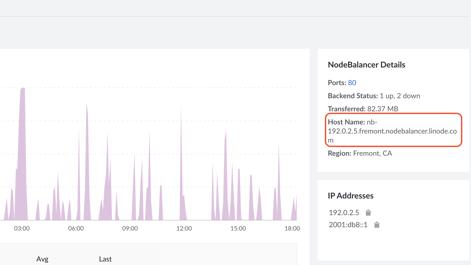 NodeBalancer Details
Ports: 80
Backend Status: 1 up, 2 down
Transferred: 82.37 MB
Host Name: nb-
192.0.2.5.fremont.nodebalancer.linode.co
m
Region: Fremont, CA
IP Addresses
192.0.2.5
2001:db8::1
03:00 06:00 09:00 12:00 15:00 18:00
Avg Last